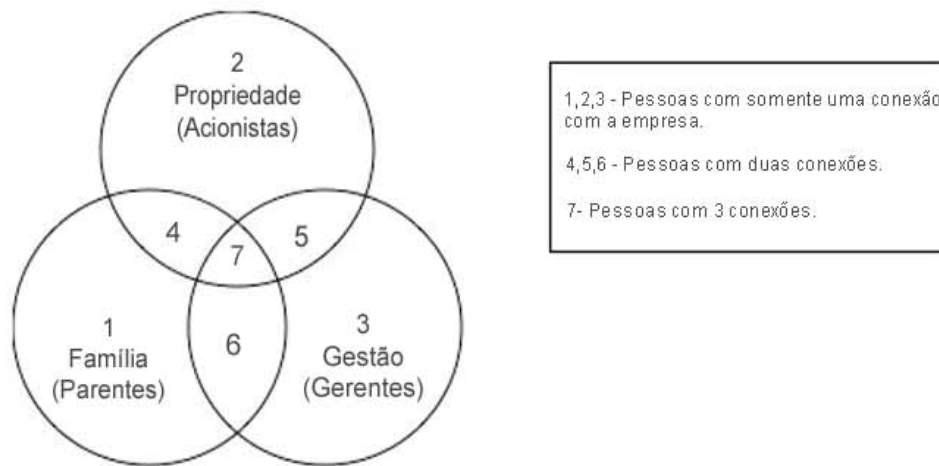 2
Propriedade
(Acionistas)
4
7
5
1
Família
(Parentes)
6
3
Gestão
(Gerentes)
1,2,3 - Pessoas com somente uma conexão
com a empresa.
4,5,6 - Pessoas com duas conexões.
7- Pessoas com 3 conexões.